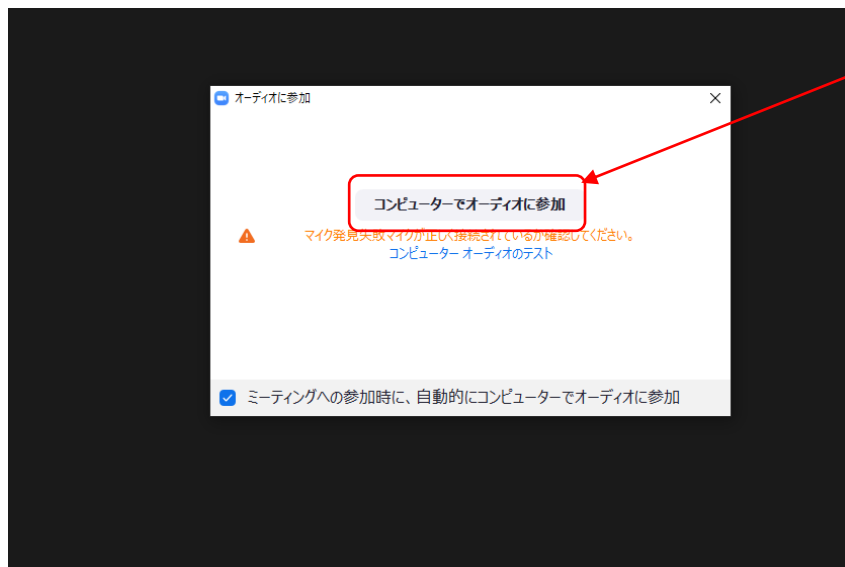 オーディオに参加
コンピューターでオーディオに参加
マイク発見失敗マイクが正しく接続されているか確認してください。
コンピューター オーディオのテスト
ミーティングへの参加時に、自動的にコンピューターでオーディオに参加